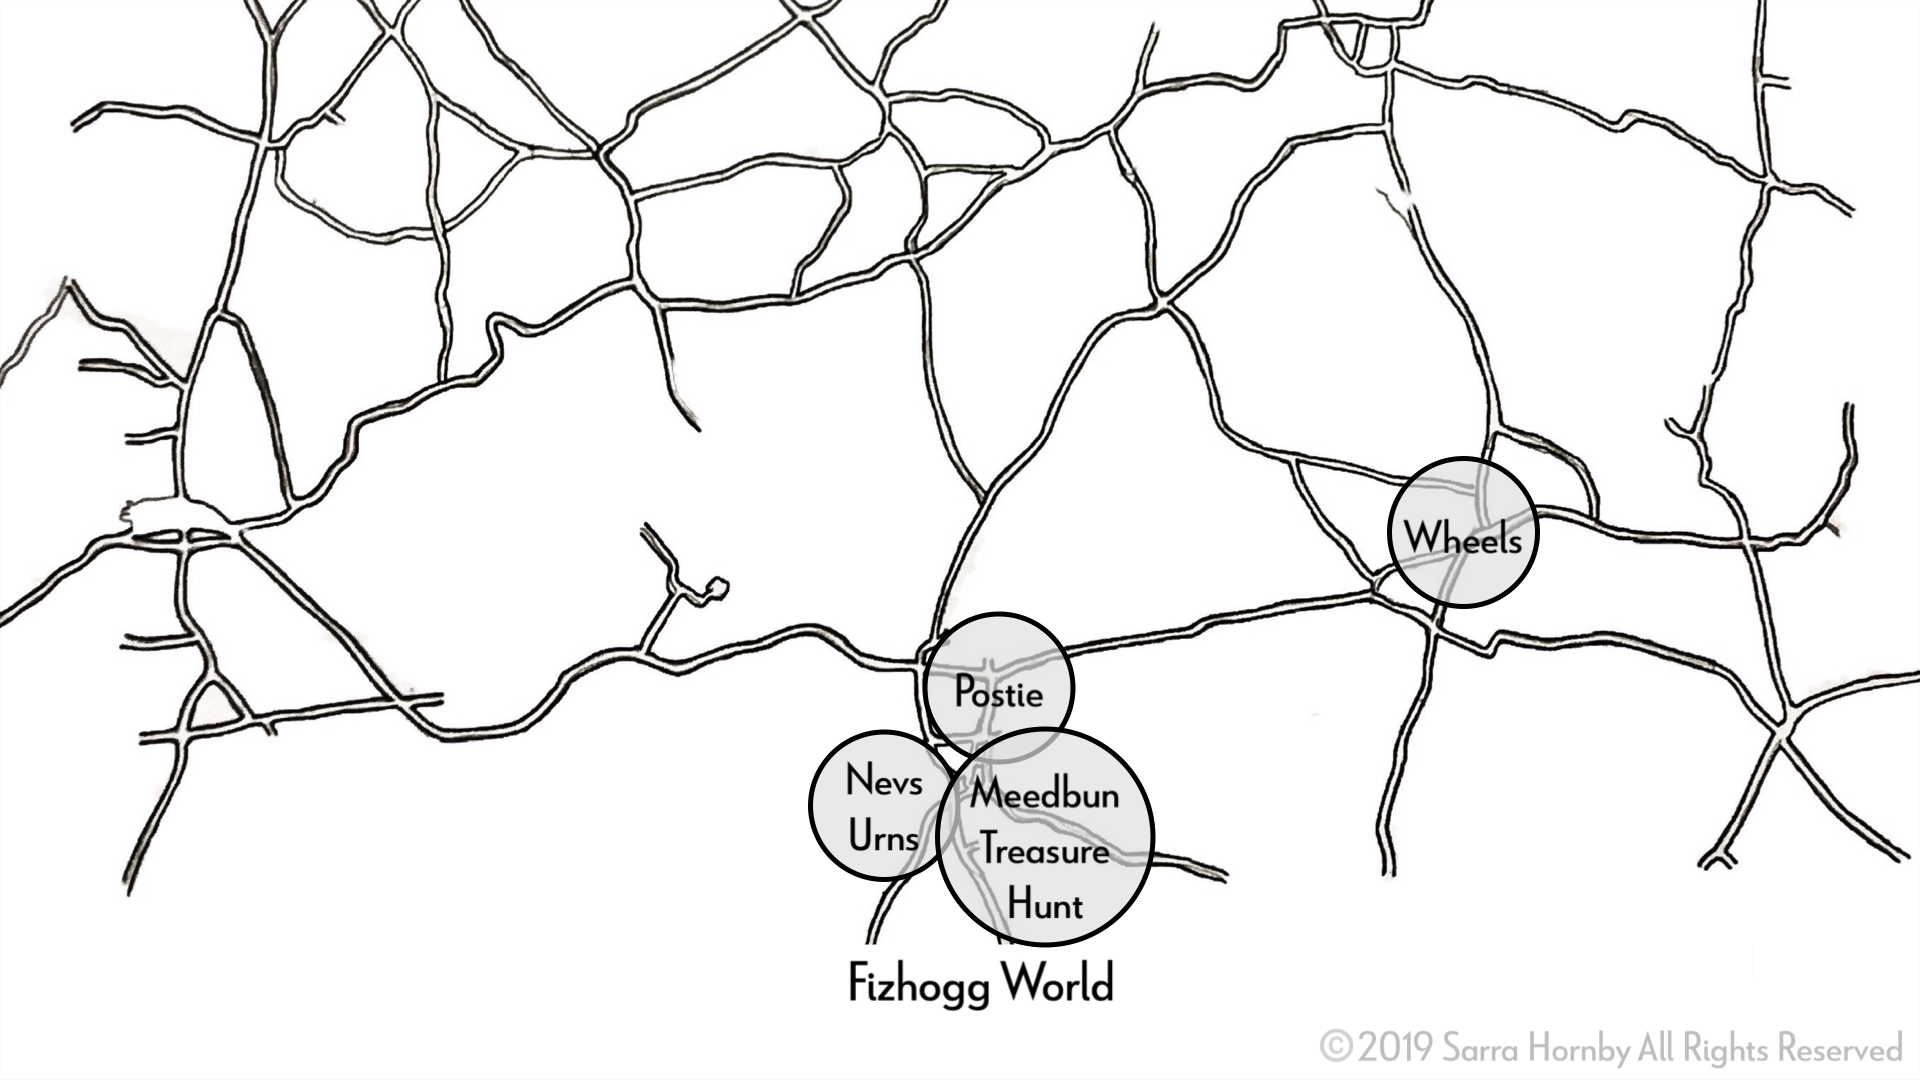 Wheels
Postie
Nevs
Urns
Meedbun
Treasure
Hunt
Fizhogg World
©2019 Sarra Hornby All Rights Reserved